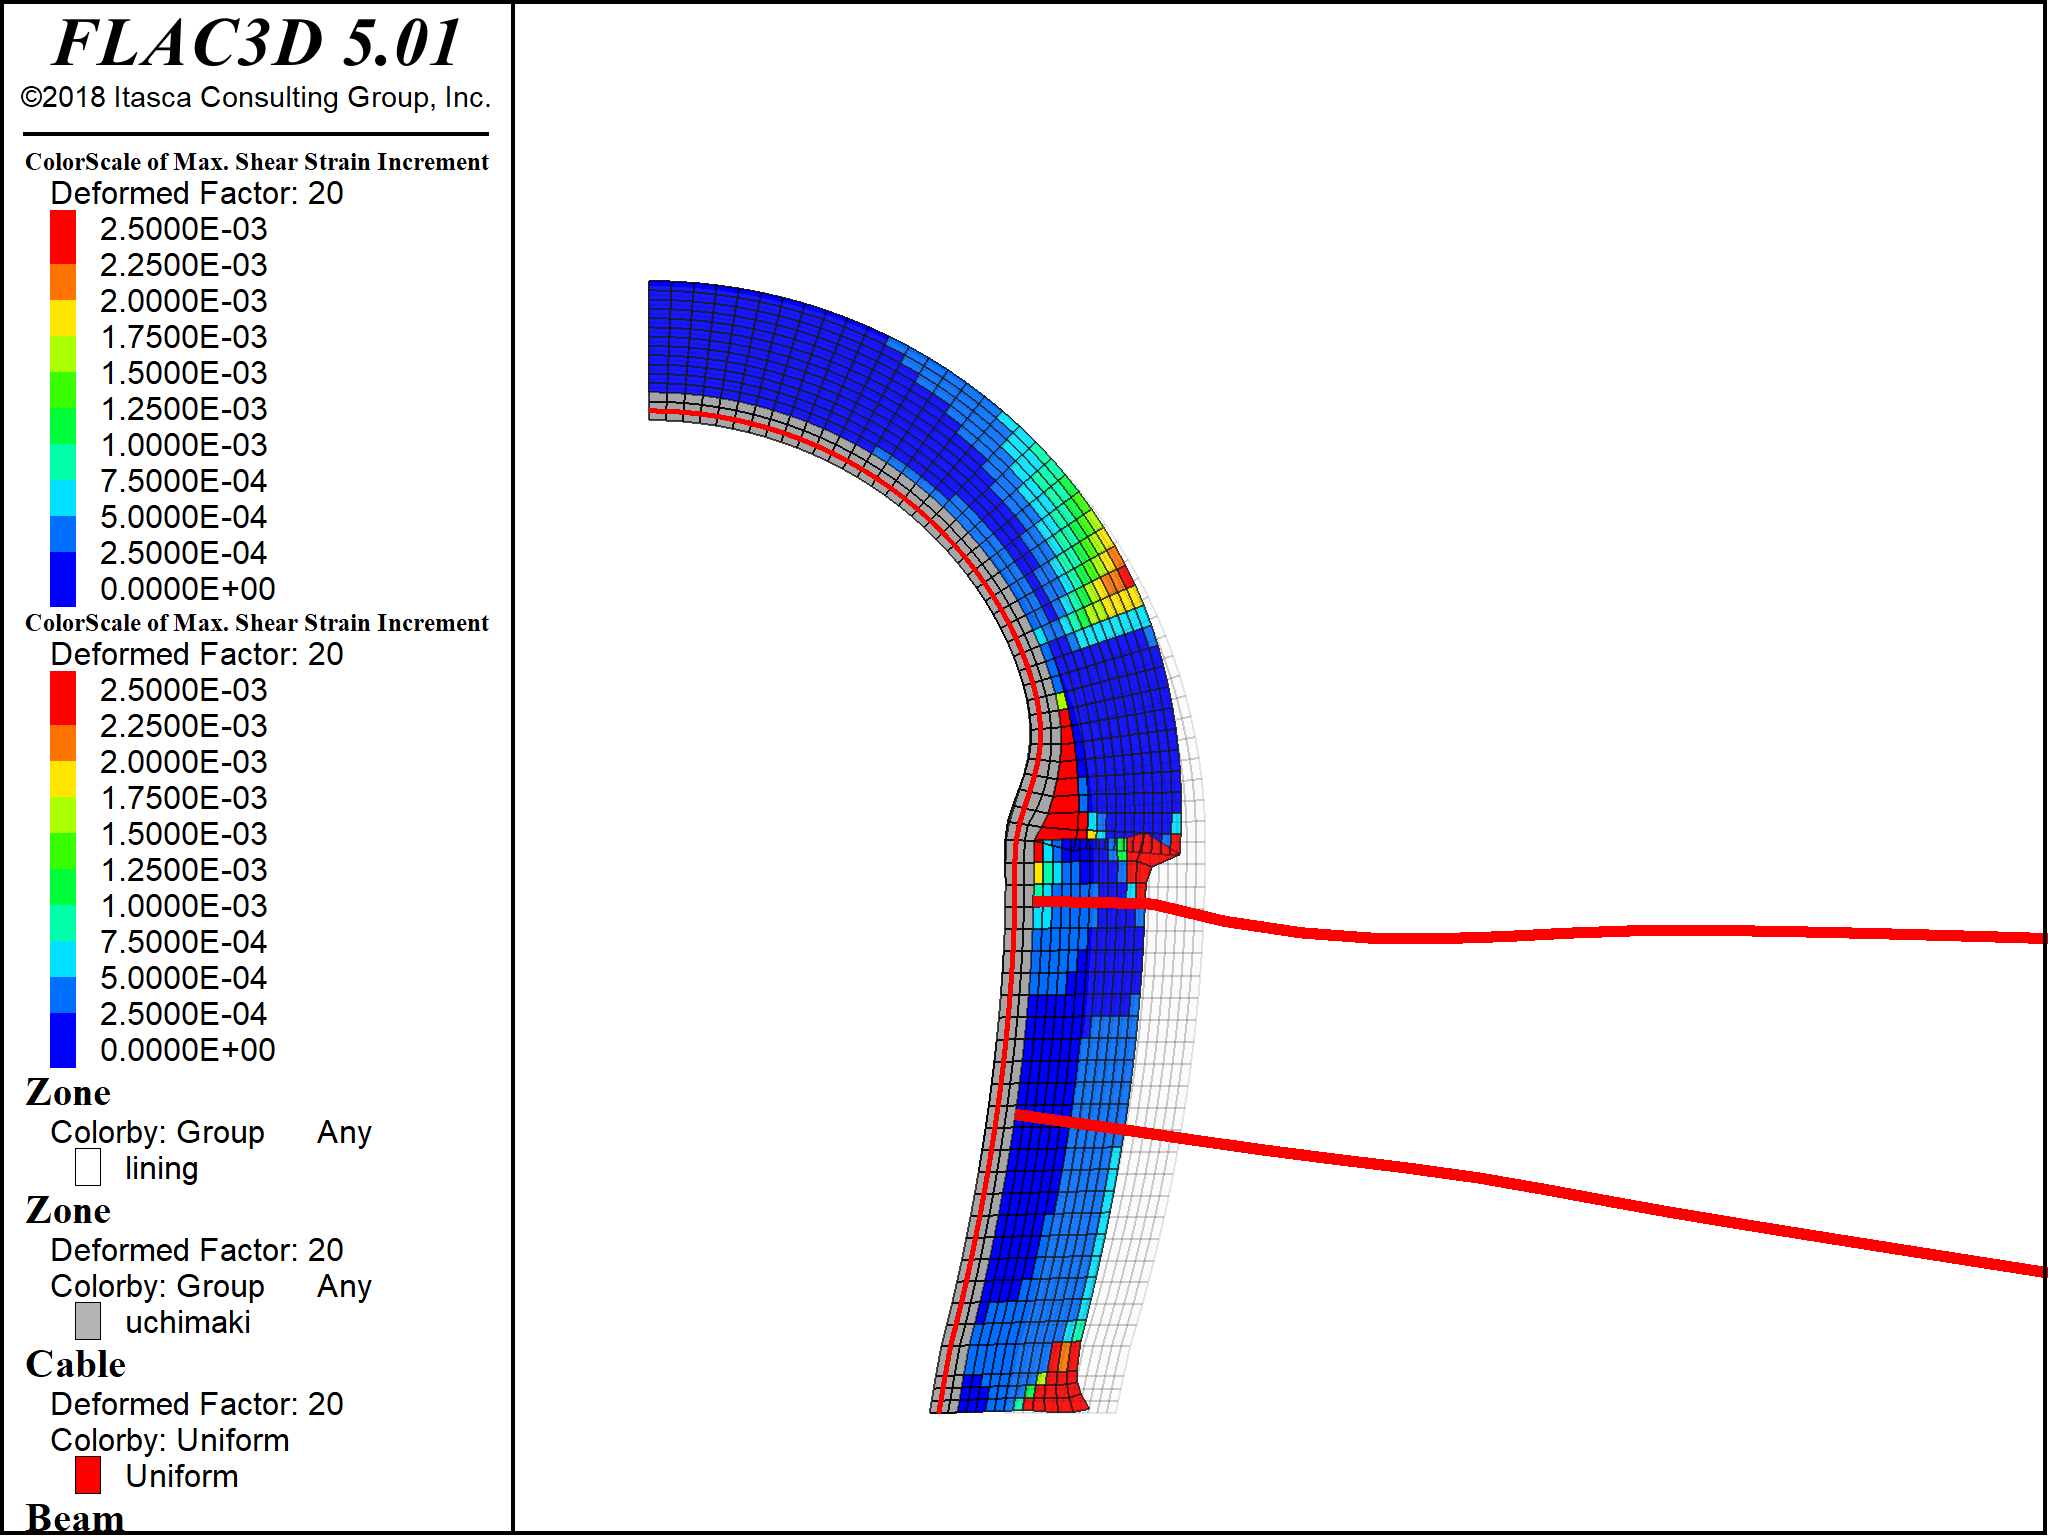 FLAC3D 5.01
©2018 Itasca Consulting Group, Inc.
ColorScale of Max. Shear Strain Increment
Deformed Factor: 20
2.5000E-03
2.2500E-03
2.0000E-03
1.7500E-03
1.5000E-03
1.2500E-03
1.0000E-03
7.5000E-04
5.0000E-04
2.5000E-04
0.0000E+00
ColorScale of Max. Shear Strain Increment
Deformed Factor: 20
2.5000E-03
2.2500E-03
2.0000E-03
1.7500E-03
1.5000E-03
1.2500E-03
1.0000E-03
7.5000E-04
5.0000E-04
2.5000E-04
0.0000E+00
Zone
Colorby: Group Any
lining
Zone
Deformed Factor: 20
Colorby: Group Any
uchimaki
Cable
Deformed Factor: 20
Colorby: Uniform
Uniform
Beam